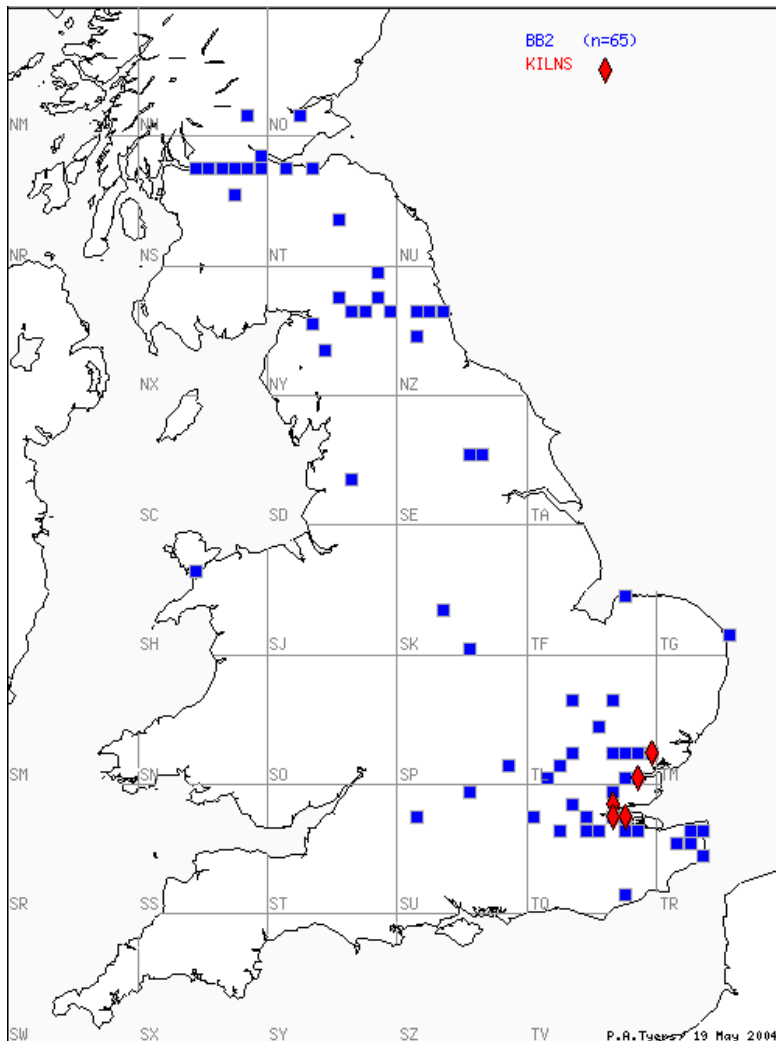 BB2 (n=65)
KILNS
NM NN NO
NR NS NT NU
NX NY NZ
SC SD SE TA
SH SJ SK TF TG
SM SN SO SP TL TM
SR SS ST SU TQ TR
SW SX SY SZ TV
P.A.Tyers/ 19 May 2004